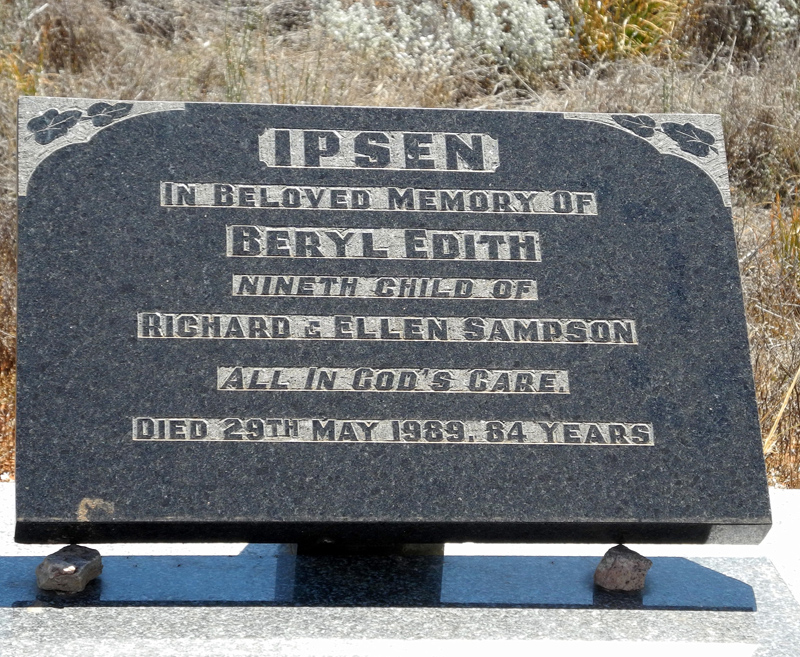 IPSEN
IN BELOVED MEMORY OF
BERYL EDITH
NINETH CHILD OF
RICHARD & ELLEN SAMPSON
ALL IN GOD'S CARE.
DIED 29TH MAY 1989. 84 YEARS